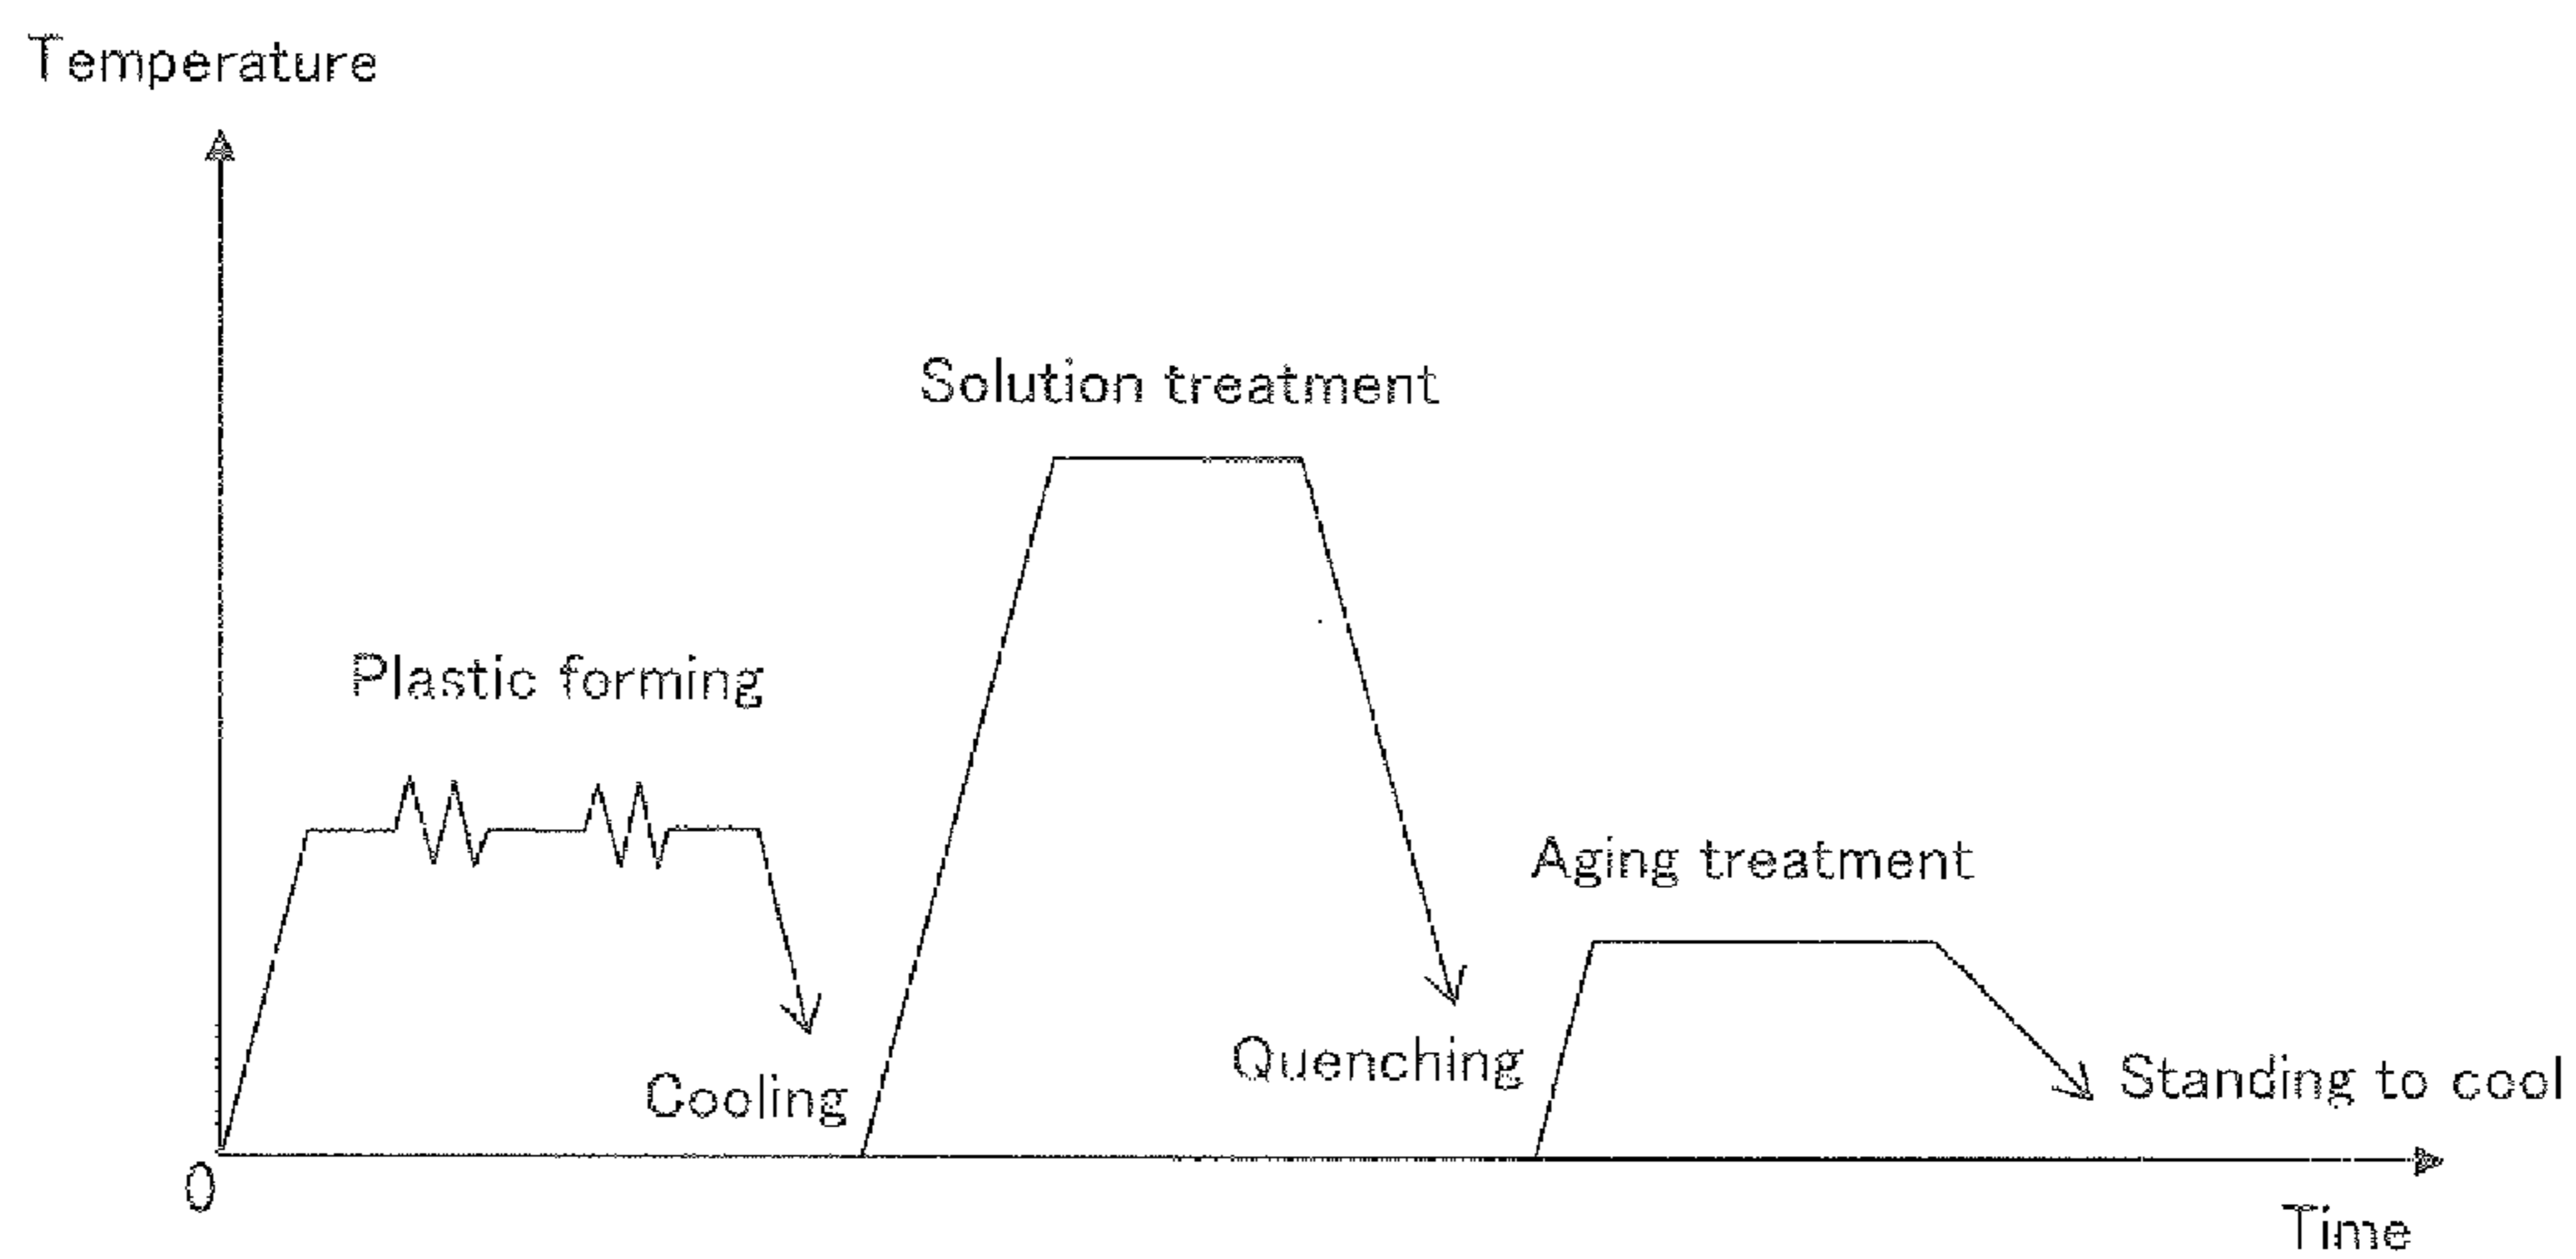 Temperature
Solution treatment
Plastic forming
Aging treatment
Quenching
Standing to cool
Cooling
0
Time